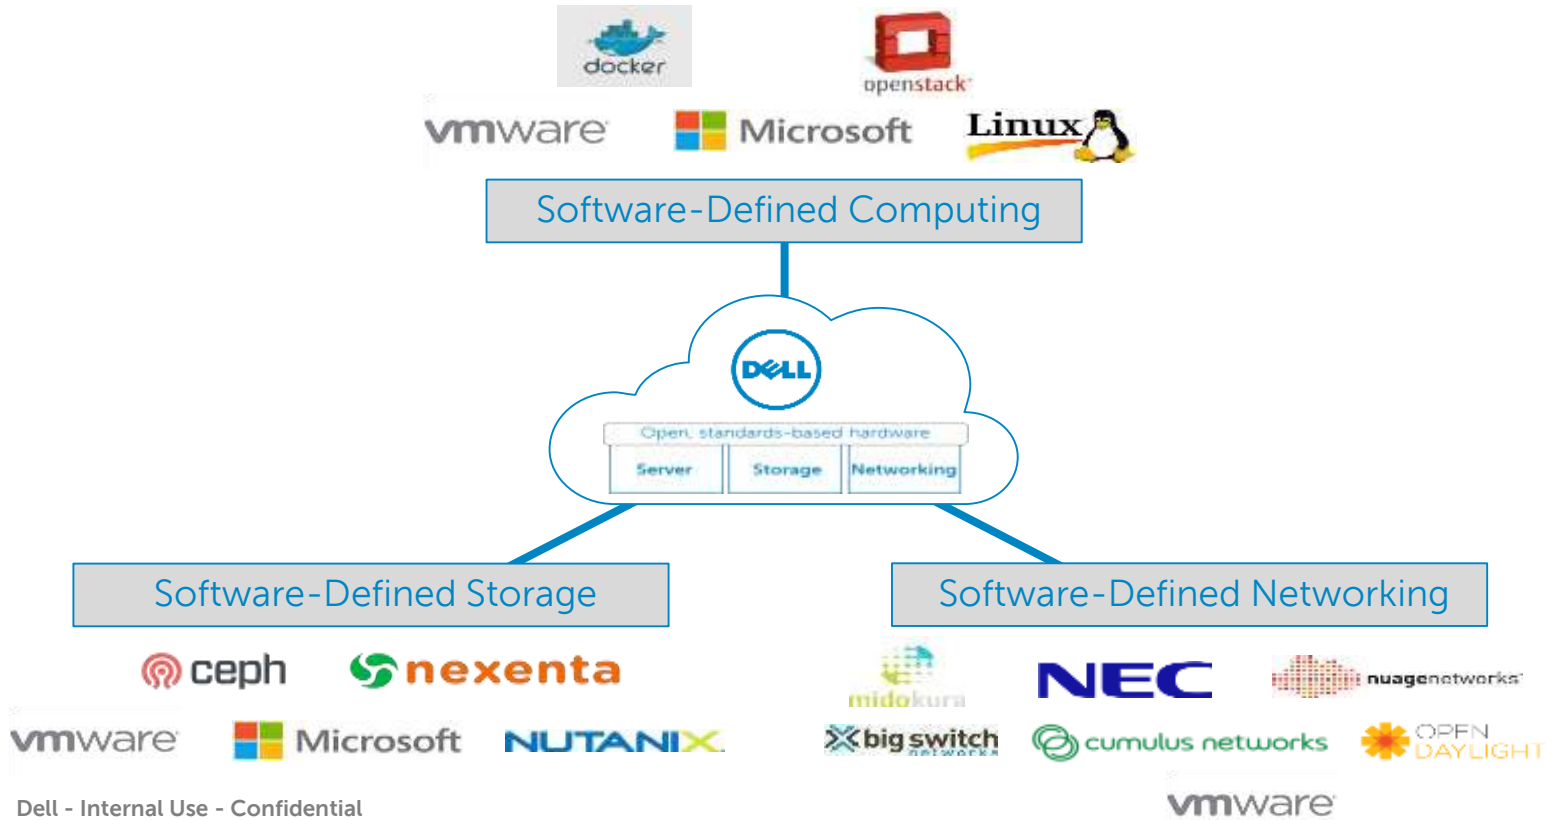 docker
openstack
vmware Microsoft Linux
Software-Defined Computing
DELL
Open, standards-based hardware
Server Storage Networking
Software-Defined Storage
ceph nexenta
vmware Microsoft NUTANIX
Software-Defined Networking
midokura NEC nuagenetworks
big switch networks cumulus networks OPEN DAYLIGHT
vmware
Dell - Internal Use - Confidential